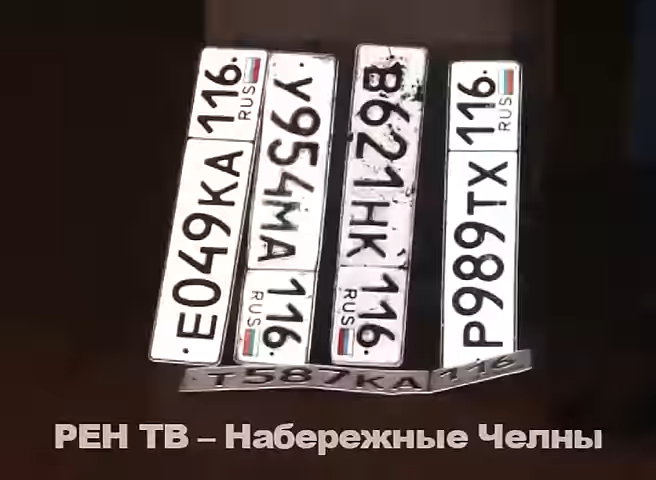 Е049КА 116 RUS
У954МА 116 RUS
В621НК 116 RUS
Р989ТХ 116 RUS
Т587КА 116
РЕН ТВ – Набережные Челны